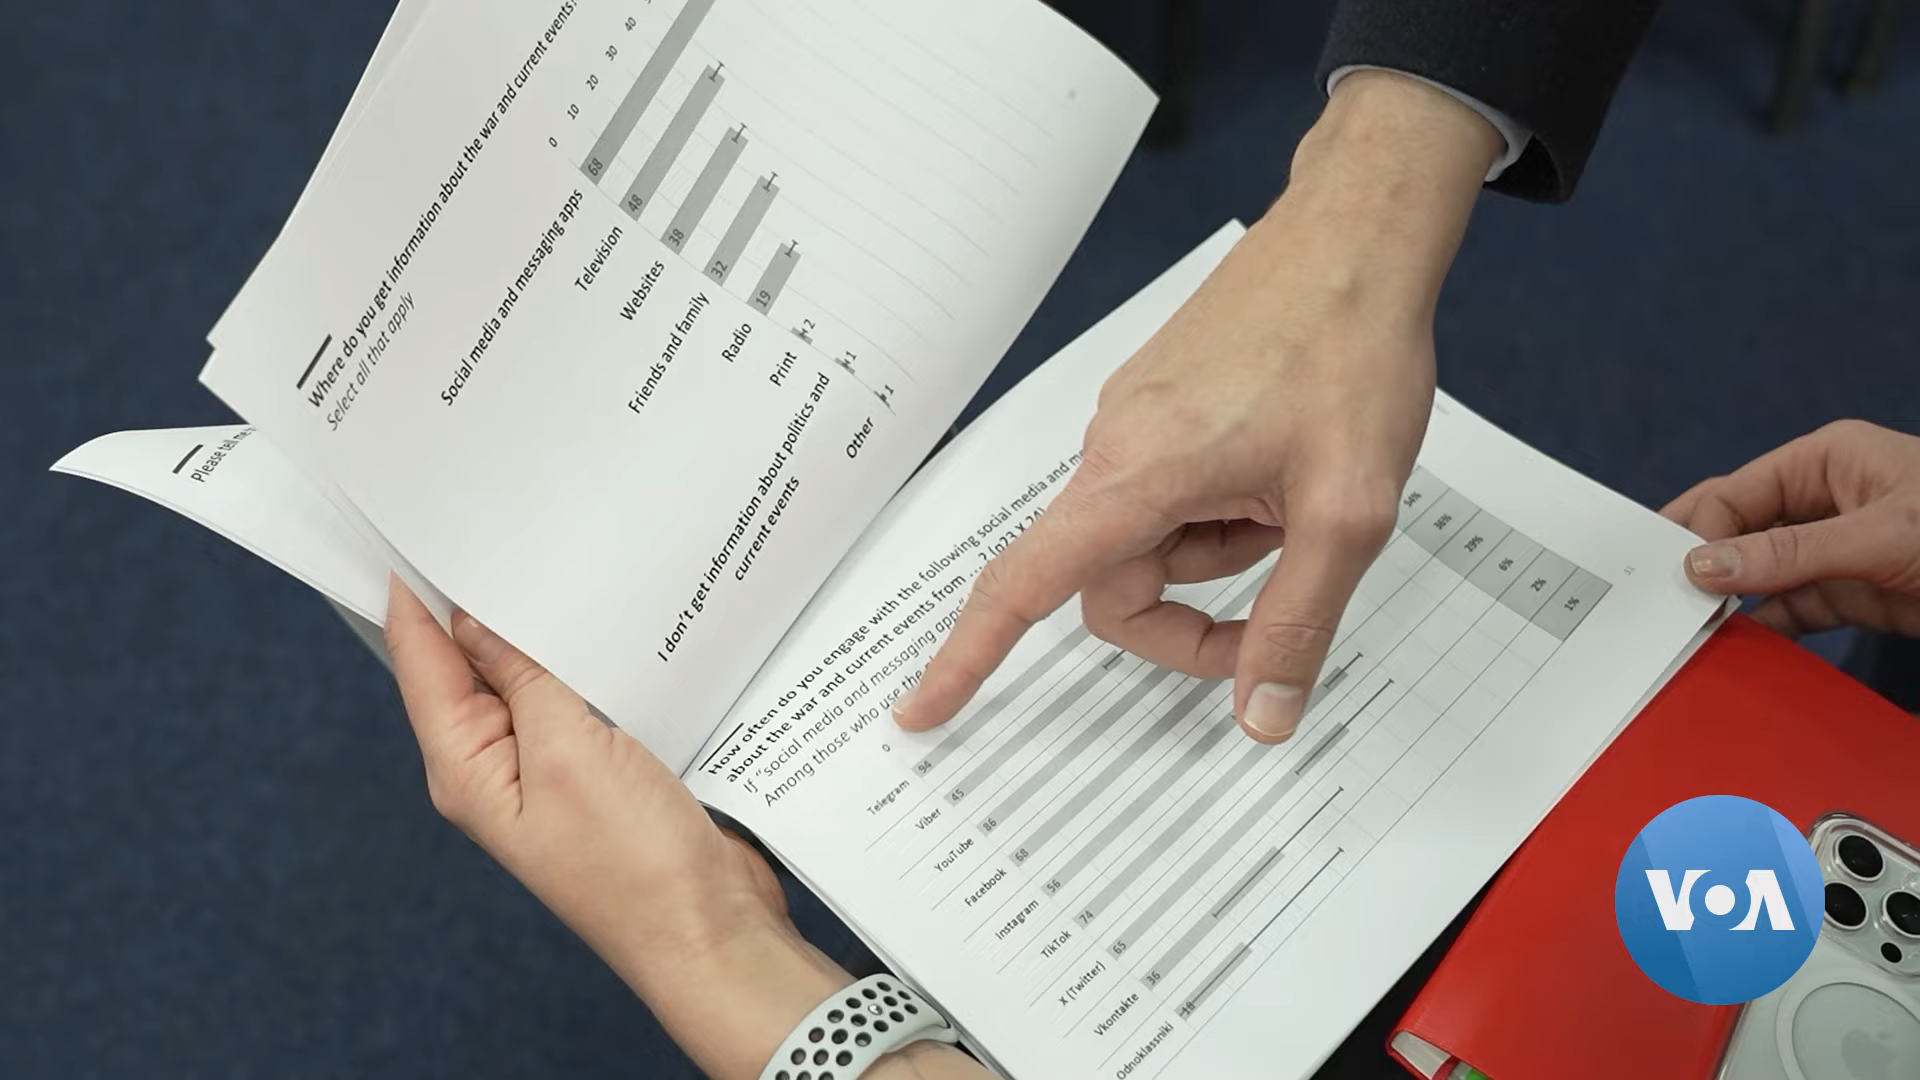 Where do you get information about the war and current events?
Select all that apply
0 10 20 30 40
Social media and messaging apps 68
Television 48
Websites 38
Friends and family 32
Radio 19
Print 2
I don't get information about politics and
current events 1
Other 1
Please tell me
How often do you engage with the following social media and
about the war and current events from ...? (p23 X 24)
If "social media and messaging apps"
Among those who use the
0
Telegram 94
Viber 45
YouTube 86
Facebook 68
Instagram 56
TikTok 74
X (Twitter) 65
Vkontakte 36
Odnoklassniki 18
54%
36%
29%
6%
2%
1%
31
VOA